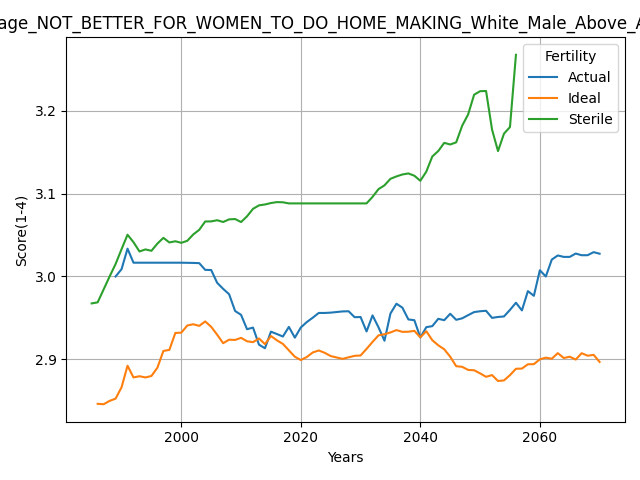 age_NOT_BETTER_FOR_WOMEN_TO_DO_HOME_MAKING_White_Male_Above_A
Fertility
Actual
Ideal
Sterile
Score(1-4)
3.2
3.1
3.0
2.9
2000
2020
2040
2060
Years